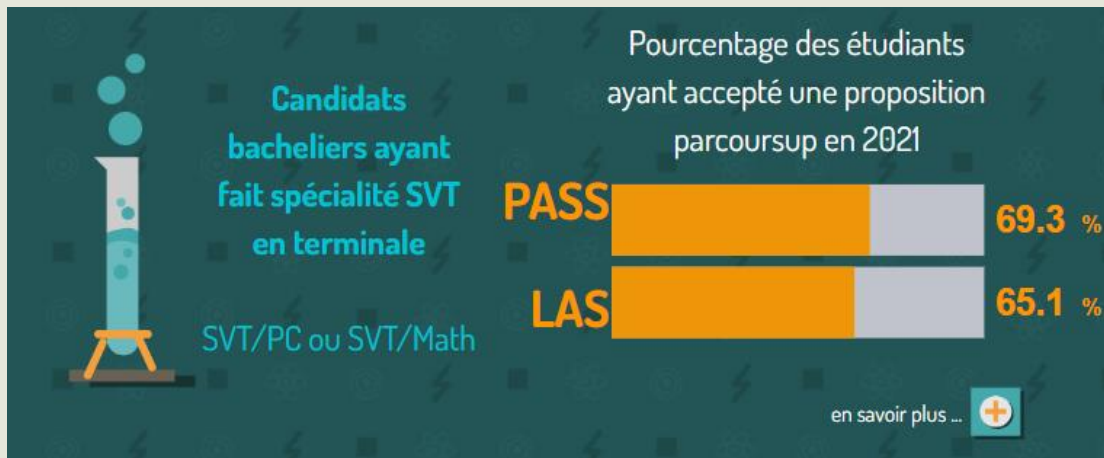 Candidats
bacheliers ayant
fait spécialité SVT
en terminale
SVT/PC ou SVT/Math
Pourcentage des étudiants
ayant accepté une proposition
parcoursup en 2021
PASS 69.3 %
LAS 65.1 %
en savoir plus ...